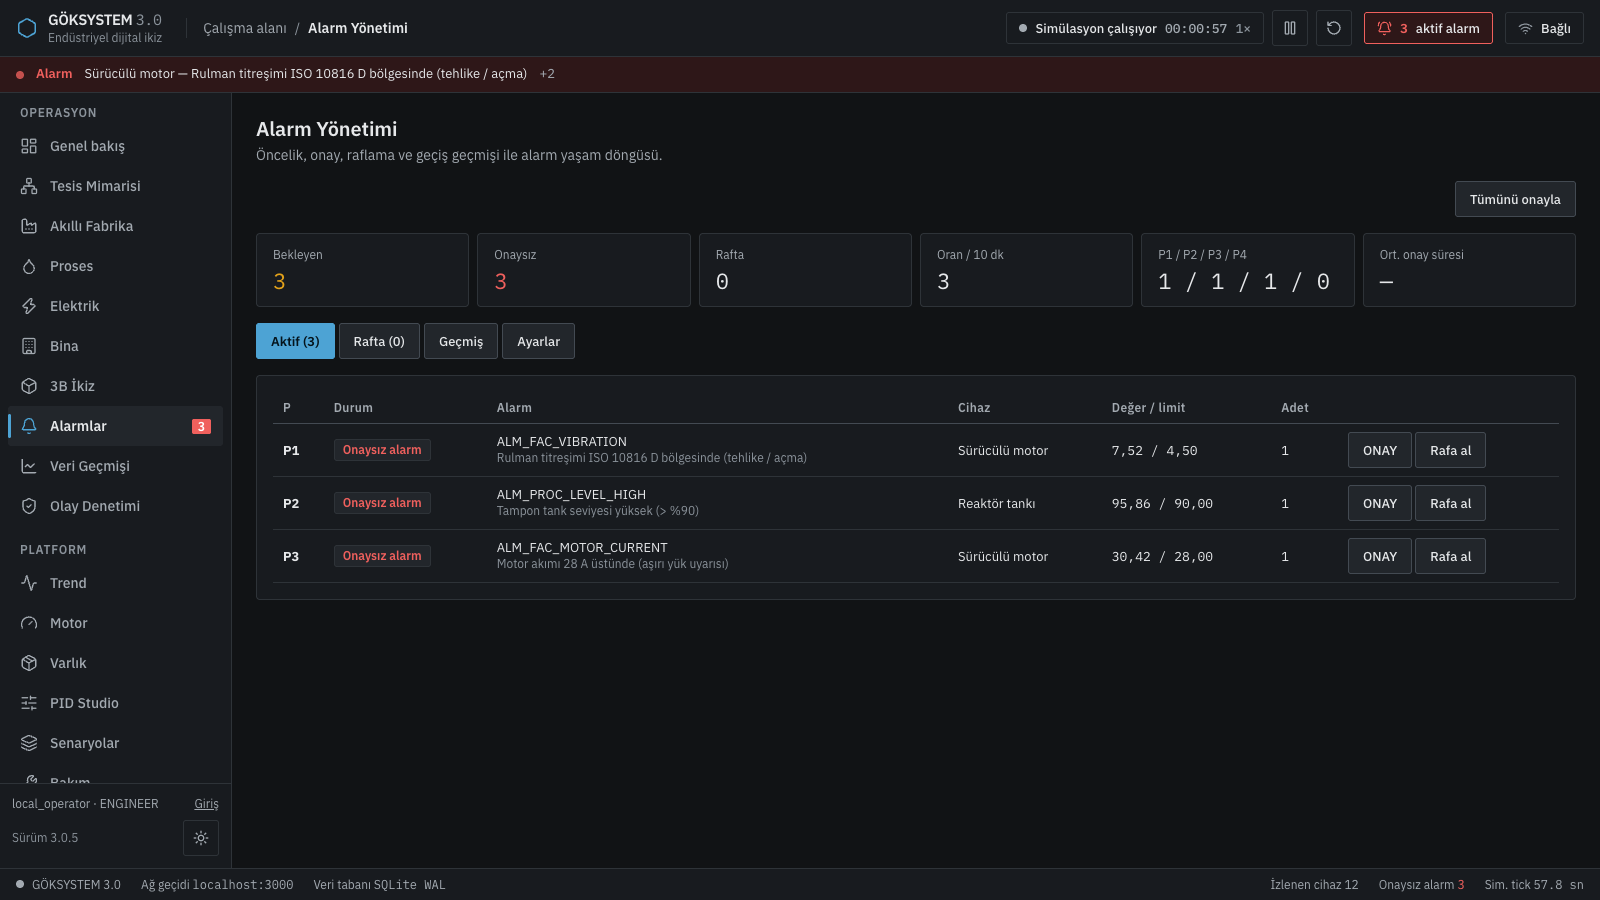 GÖKSYSTEM 3.0
Endüstriyel dijital ikiz
Çalışma alanı / Alarm Yönetimi
Simülasyon çalışıyor 00:00:57 1×
3 aktif alarm
Bağlı
Alarm Sürücülü motor — Rulman titreşimi ISO 10816 D bölgesinde (tehlike / açma) +2
OPERASYON
Genel bakış
Tesis Mimarisi
Akıllı Fabrika
Proses
Elektrik
Bina
3B İkiz
Alarmlar 3
Veri Geçmişi
Olay Denetimi
PLATFORM
Trend
Motor
Varlık
PID Studio
Senaryolar
Bakım
local_operator · ENGINEER Giriş
Sürüm 3.0.5
Alarm Yönetimi
Öncelik, onay, raflama ve geçiş geçmişi ile alarm yaşam döngüsü.
Tümünü onayla
Bekleyen
3
Onaysız
3
Rafta
0
Oran / 10 dk
3
P1 / P2 / P3 / P4
1 / 1 / 1 / 0
Ort. onay süresi
—
Aktif (3) Rafta (0) Geçmiş Ayarlar
P Durum Alarm Cihaz Değer / limit Adet
P1 Onaysız alarm ALM_FAC_VIBRATION Sürücülü motor 7,52 / 4,50 1 ONAY Rafa al
Rulman titreşimi ISO 10816 D bölgesinde (tehlike / açma)
P2 Onaysız alarm ALM_PROC_LEVEL_HIGH Reaktör tankı 95,86 / 90,00 1 ONAY Rafa al
Tampon tank seviyesi yüksek (> %90)
P3 Onaysız alarm ALM_FAC_MOTOR_CURRENT Sürücülü motor 30,42 / 28,00 1 ONAY Rafa al
Motor akımı 28 A üstünde (aşırı yük uyarısı)
GÖKSYSTEM 3.0 Ağ geçidi localhost:3000 Veri tabanı SQLite WAL İzlenen cihaz 12 Onaysız alarm 3 Sim. tick 57.8 sn